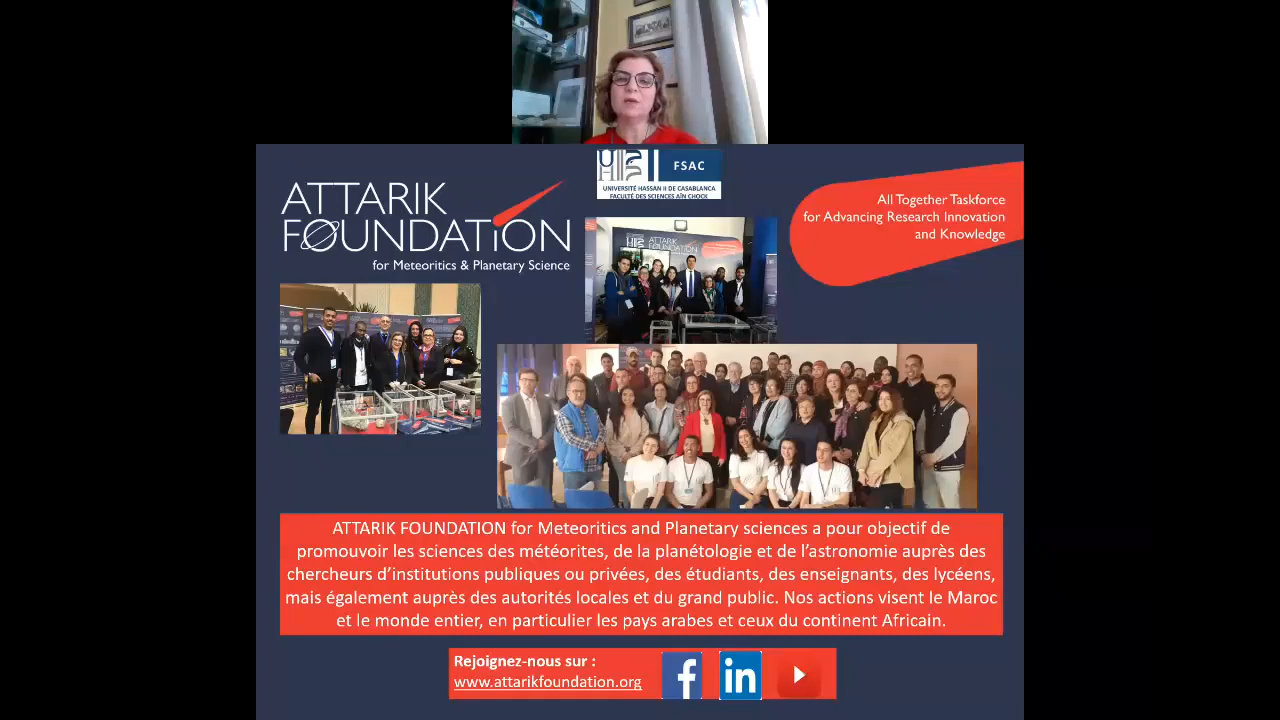 FSAC
UNIVERSITÉ HASSAN II DE CASABLANCA
FACULTÉ DES SCIENCES AÏN CHOCK
ATTARIK
FOUNDATION
for Meteoritics & Planetary Science
All Together Taskforce
for Advancing Research Innovation
and Knowledge
ATTARIK
FOUNDATION
ATTARIK FOUNDATION for Meteoritics and Planetary sciences a pour objectif de
promouvoir les sciences des météorites, de la planétologie et de l'astronomie auprès des
chercheurs d'institutions publiques ou privées, des étudiants, des enseignants, des lycéens,
mais également auprès des autorités locales et du grand public. Nos actions visent le Maroc
et le monde entier, en particulier les pays arabes et ceux du continent Africain.
Rejoignez-nous sur :
www.attarikfoundation.org
f
in